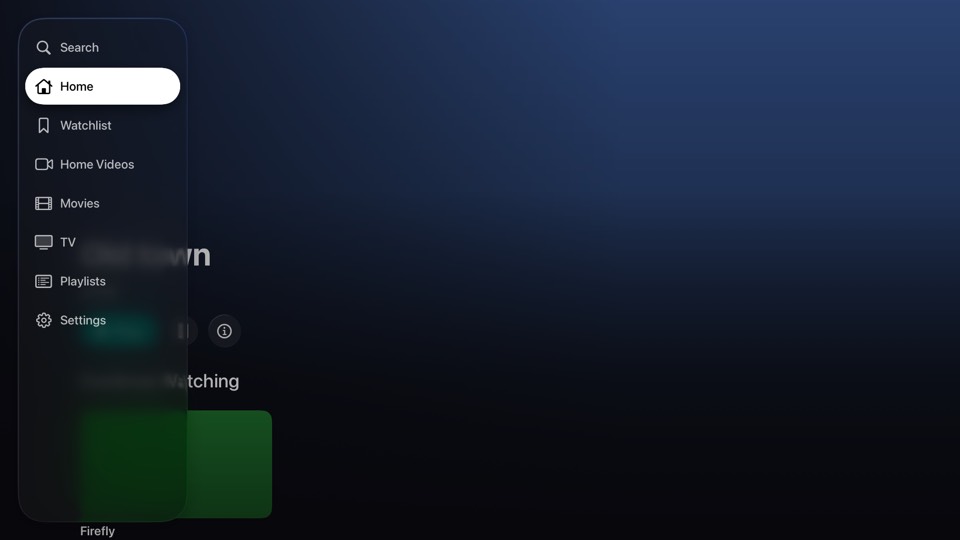 Search
Home
Watchlist
Home Videos
Movies
TV
Playlists
Settings
Firefly